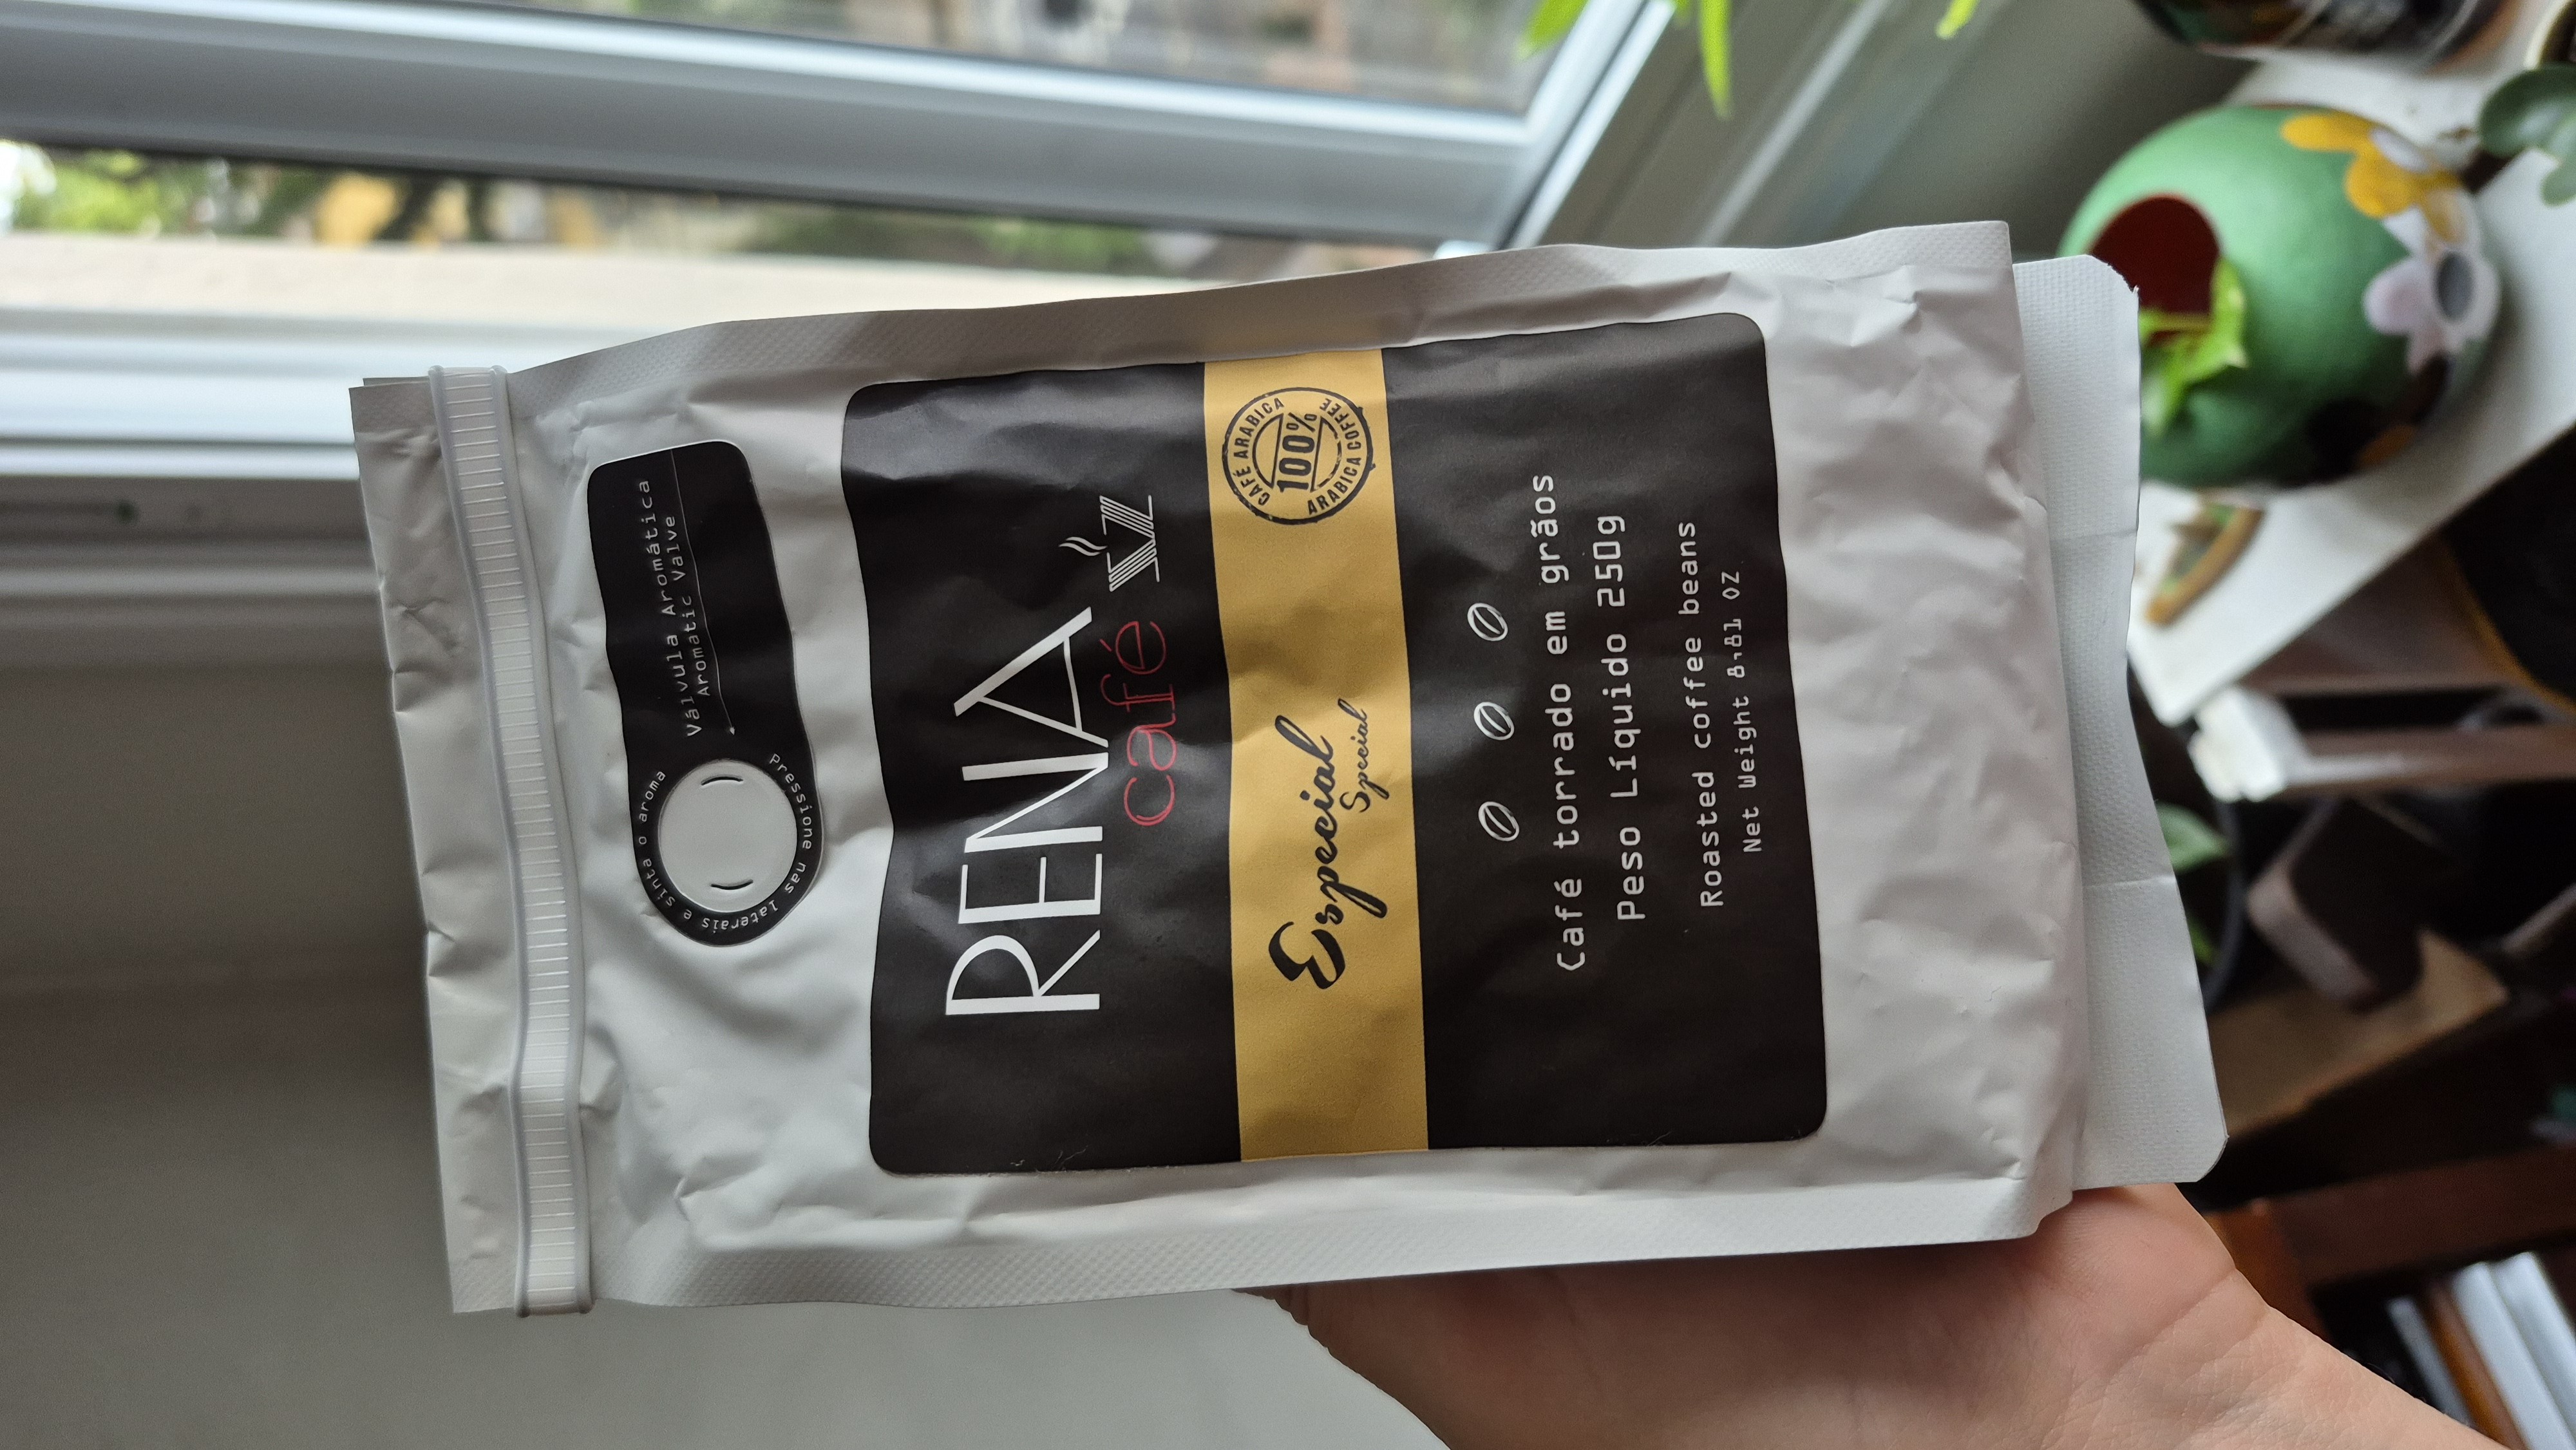 Válvula Aromática
Aromatic Valve
Pressione nas laterais e sinta o aroma
RENA
café
Especial
Special
CAFÉ ARABICA
100%
ARABICA COFFEE
Café torrado em grãos
Peso Líquido 250g
Roasted coffee beans
Net Weight 8,81 OZ